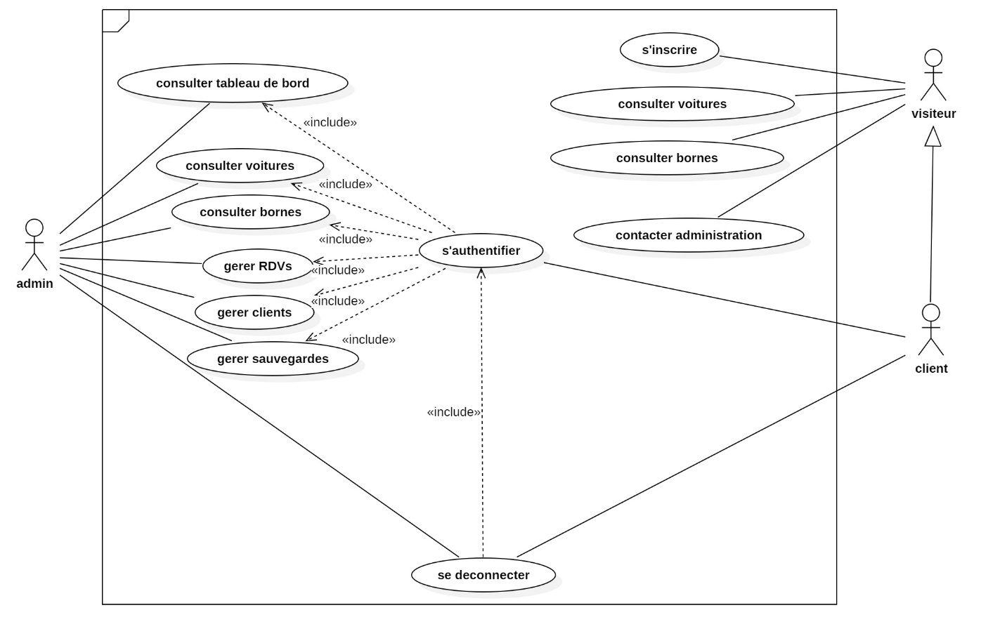 s'inscrire
consulter tableau de bord
consulter voitures
visiteur
«include»
consulter bornes
consulter voitures
«include»
consulter bornes
«include»
contacter administration
s'authentifier
gerer RDVs
«include»
admin
«include»
gerer clients
«include»
gerer sauvegardes
client
«include»
se deconnecter